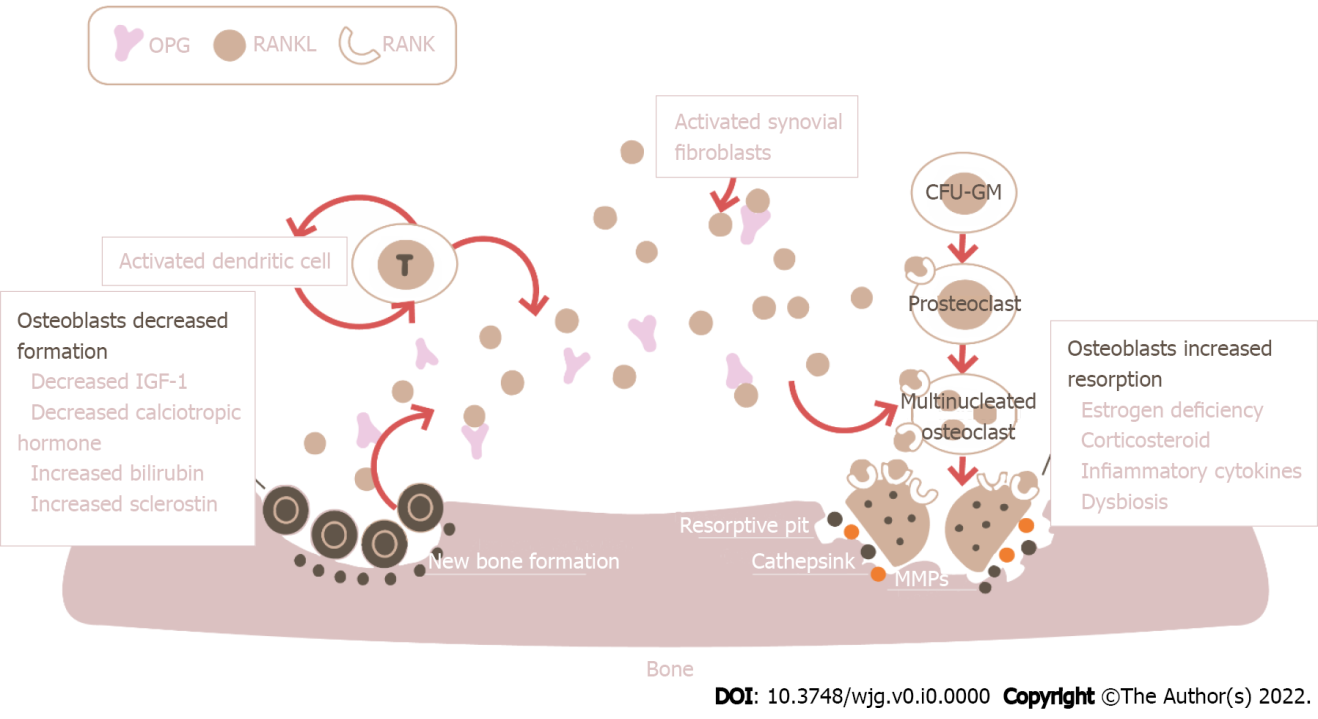 OPG
RANKL
RANK
Activated synovial
fibroblasts
CFU-GM
Activated dendritic cell
T
Prosteoclast
Osteoblasts decreased
formation
Decreased IGF-1
Decreased calciotropic
hormone
Increased bilirubin
Increased sclerostin
Multinucleated
osteoclast
Osteoblasts increased
resorption
Estrogen deficiency
Corticosteroid
Infiammatory cytokines
Dysbiosis
Resorptive pit
New bone formation
Cathepsink
MMPs
Bone
DOI: 10.3748/wjg.v0.i0.0000 Copyright ©The Author(s) 2022.